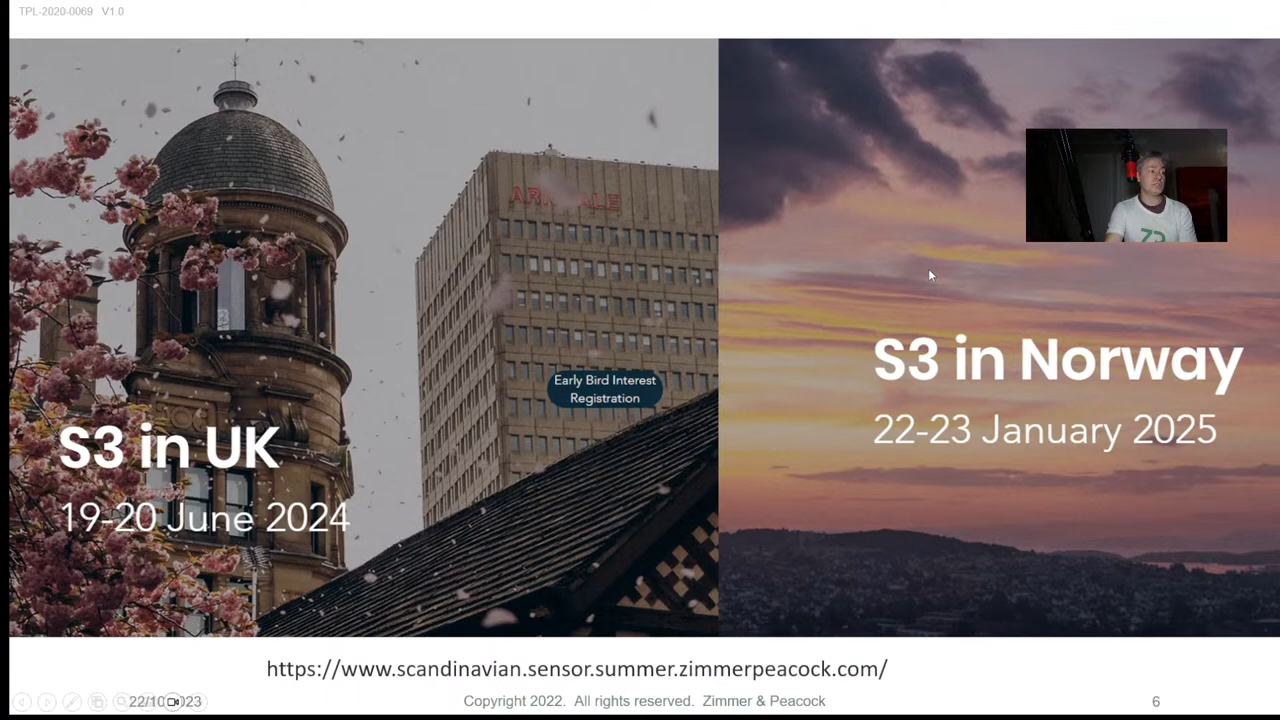 TPL-2020-0069 V1.0
Early Bird Interest
Registration
S3 in UK
19-20 June 2024
S3 in Norway
22-23 January 2025
https://www.scandinavian.sensor.summer.zimmerpeacock.com/
Copyright 2022. All rights reserved. Zimmer & Peacock
6